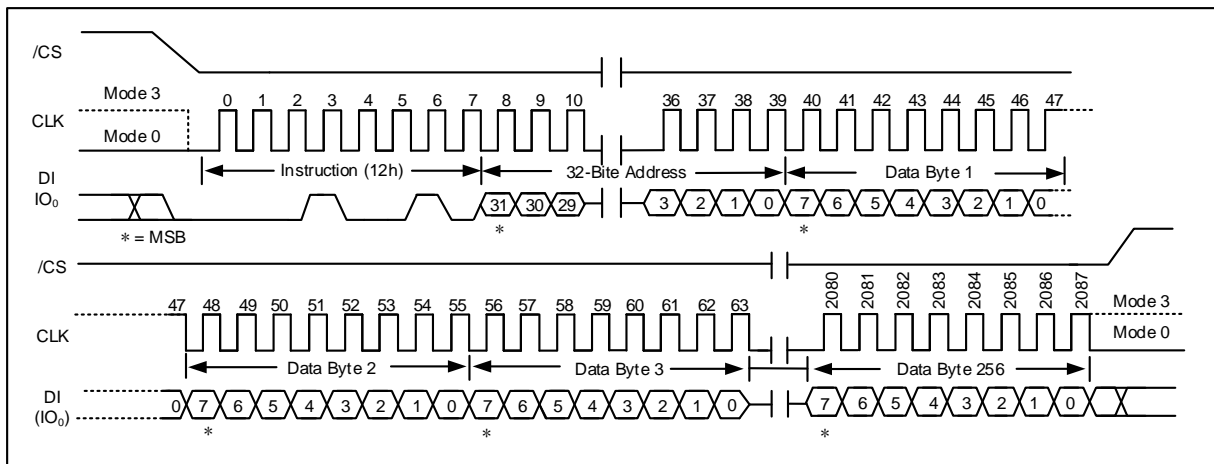 /CS
Mode 3
0 1 2 3 4 5 6 7 8 9 10 36 37 38 39 40 41 42 43 44 45 46 47
CLK
Mode 0
Instruction (12h) 32-Bite Address Data Byte 1
DI
IO₀
31 30 29 3 2 1 0 7 6 5 4 3 2 1 0
* *
* = MSB
/CS
47 48 49 50 51 52 53 54 55 56 57 58 59 60 61 62 63 2080 2081 2082 2083 2084 2085 2086 2087
Mode 3
CLK
Mode 0
Data Byte 2 Data Byte 3 Data Byte 256
DI
(IO₀)
0 7 6 5 4 3 2 1 0 7 6 5 4 3 2 1 0 7 6 5 4 3 2 1 0
* * *